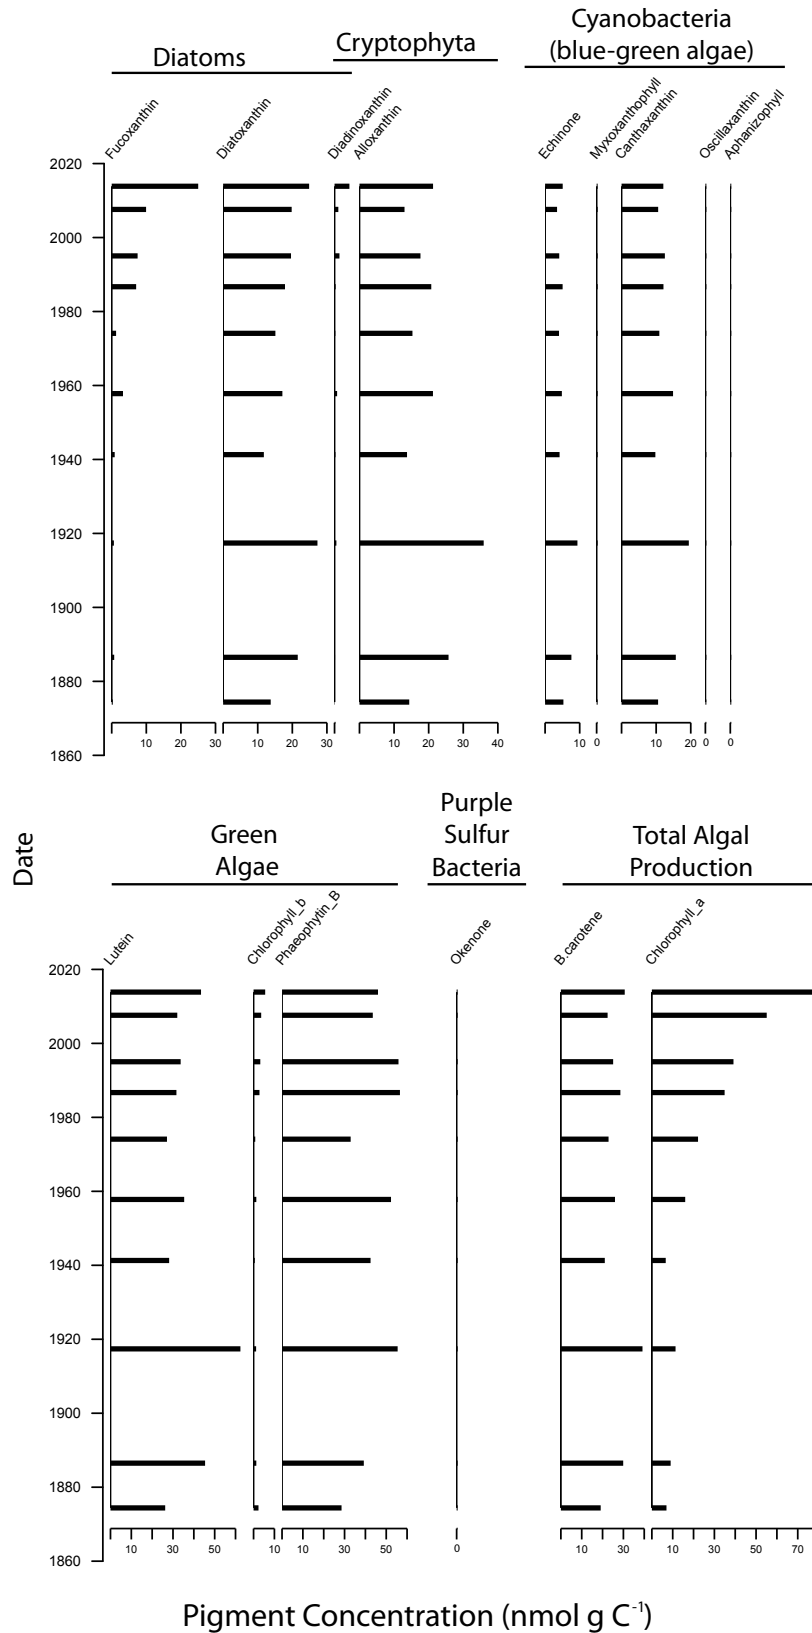 Diatoms
Cryptophyta
Cyanobacteria
(blue-green algae)
Fucoxanthin
Diatoxanthin
Diadinoxanthin
Alloxanthin
Echinone
Myxoxanthophyll
Canthaxanthin
Oscillaxanthin
Aphanizophyll
2020
2000
1980
1960
1940
1920
1900
1880
1860
10 20 30
10 20 30
10 20 30 40
10
0
10 20
0
0
Date
Green
Algae
Purple
Sulfur
Bacteria
Total Algal
Production
Lutein
Chlorophyll_b
Phaeophytin_B
Okenone
B.carotene
Chlorophyll_a
2020
2000
1980
1960
1940
1920
1900
1880
1860
10 30 50
10
10 30 50
0
10 30
10 30 50 70
Pigment Concentration (nmol g C⁻¹)